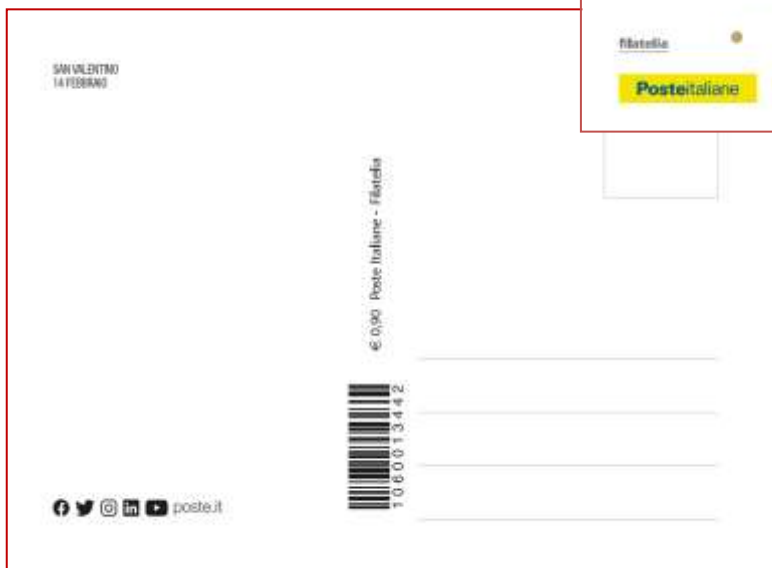 filatelia
Posteitaliane
SAN VALENTINO
14 FEBBRAIO
€ 0,90 Poste Italiane - Filatelia
1060013442
poste.it